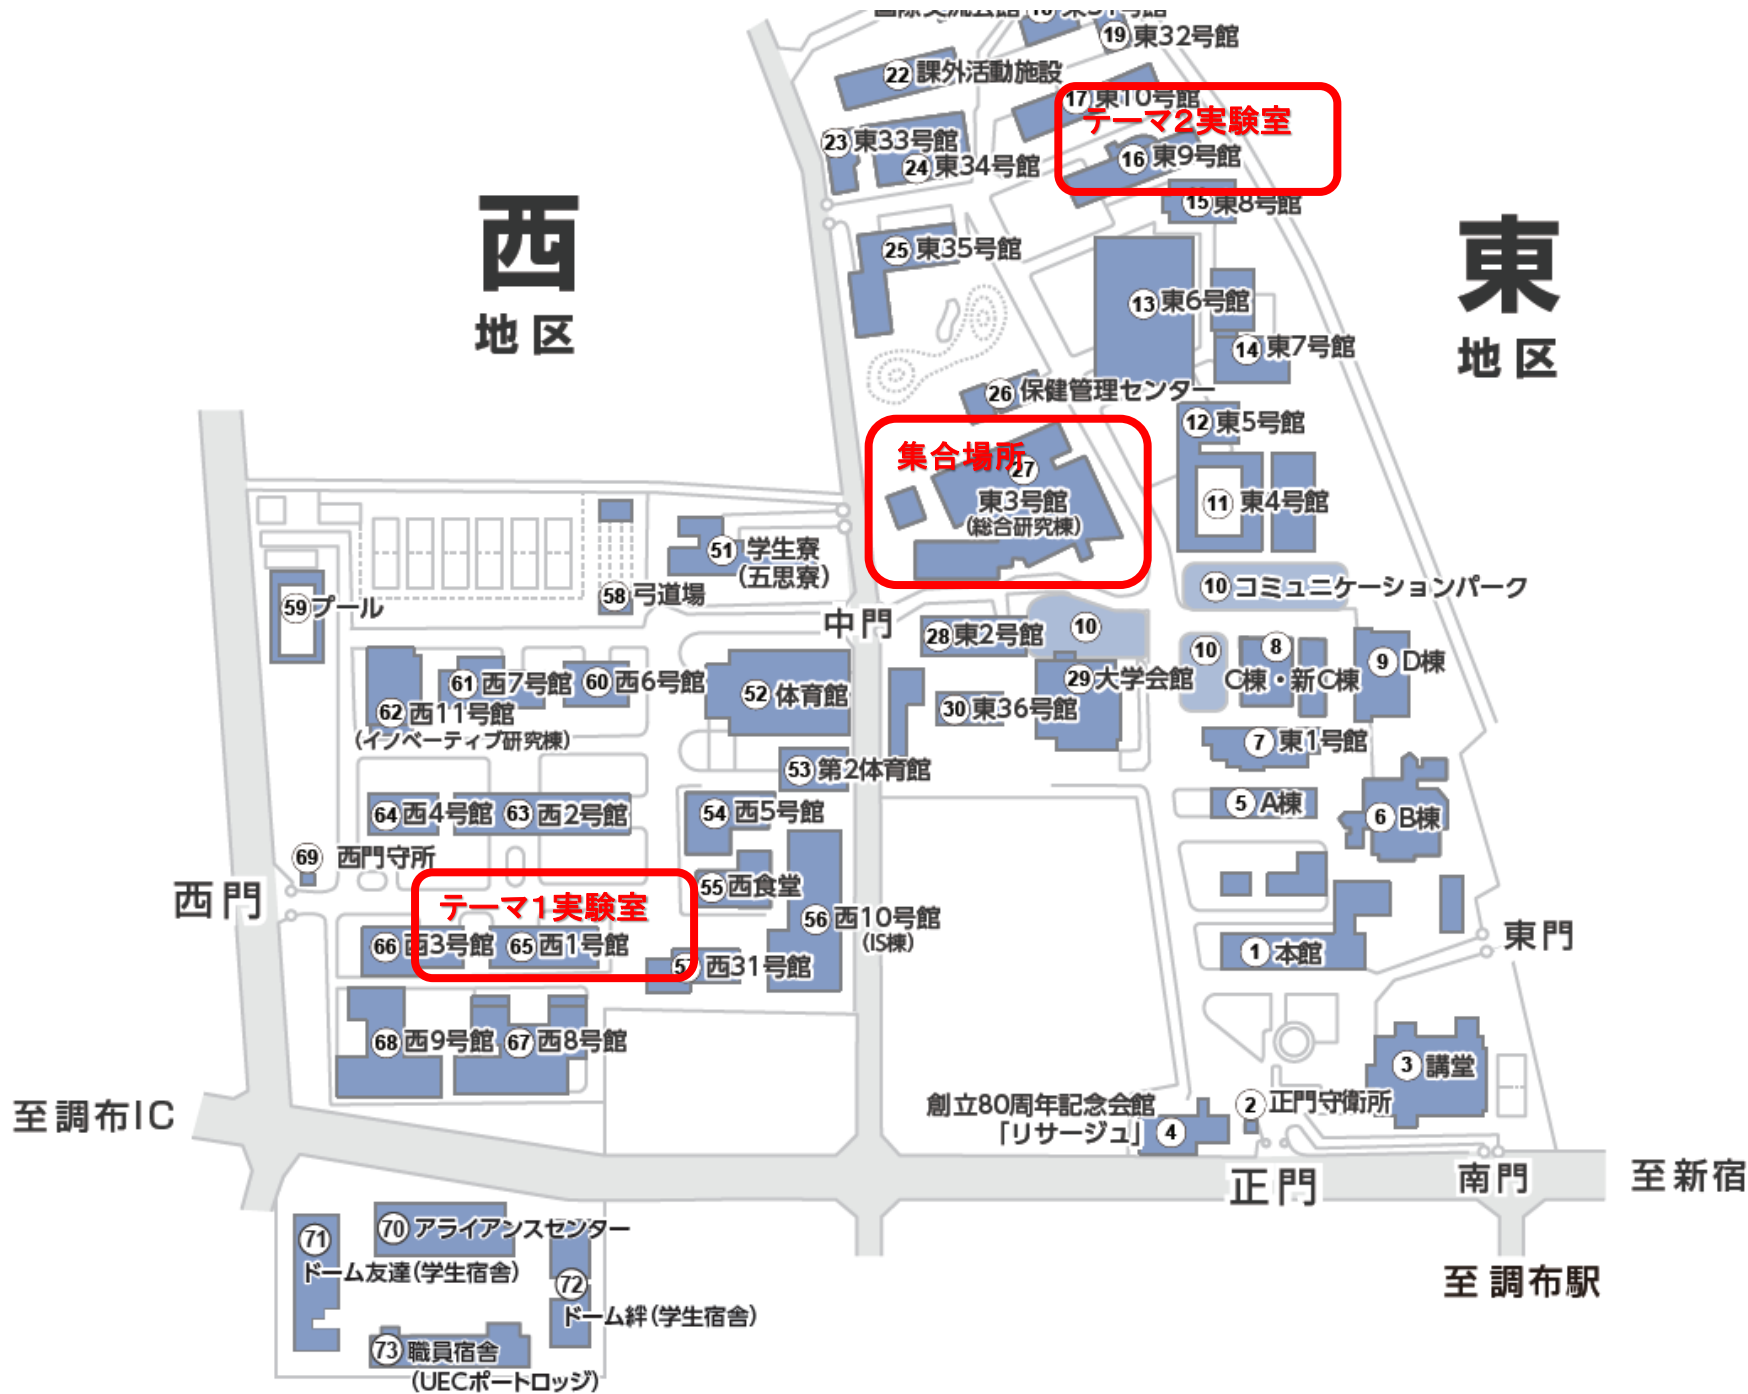 19 東32号館
22 課外活動施設
17 東10号館
テーマ2実験室
23 東33号館
24 東34号館
16 東9号館
15 東8号館
西
地区
東
地区
25 東35号館
13 東6号館
14 東7号館
26 保健管理センター
12 東5号館
集合場所
27
東3号館
(総合研究棟)
11 東4号館
51 学生寮
(五思寮)
58 弓道場
59 プール
10 コミュニケーションパーク
中門
28 東2号館
10
10
8
C棟・新C棟
9 D棟
61 西7号館
60 西6号館
52 体育館
29 大学会館
62 西11号館
(イノベーティブ研究棟)
30 東36号館
7 東1号館
53 第2体育館
64 西4号館
63 西2号館
54 西5号館
5 A棟
6 B棟
69 西門守所
西門
55 西食堂
テーマ1実験室
56 西10号館
(IS棟)
66 西3号館
65 西1号館
57 西31号館
1 本館
東門
68 西9号館
67 西8号館
3 講堂
至調布IC
創立80周年記念会館
「リサージュ」
4
2 正門守衛所
正門
南門
至新宿
71
ドーム友達(学生宿舎)
70 アライアンスセンター
72
ドーム絆(学生宿舎)
至調布駅
73 職員宿舎
(UECポートロッジ)